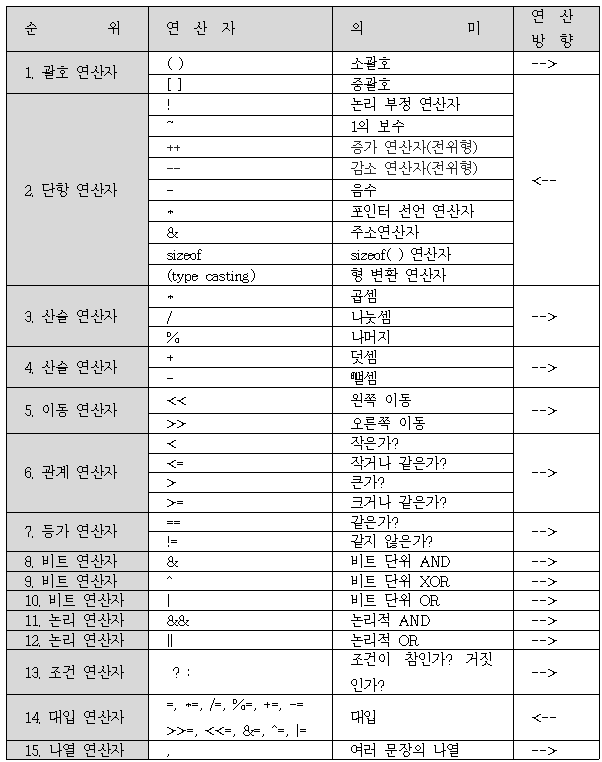 순 위 연 산 자 의 미 연 산 방 향
1. 괄호 연산자 ( ) 소괄호 -->
[ ] 중괄호
2. 단항 연산자 ! 논리 부정 연산자 <--
~ 1의 보수
++ 증가 연산자(전위형)
-- 감소 연산자(전위형)
- 음수
* 포인터 선언 연산자
& 주소연산자
sizeof sizeof( ) 연산자
(type casting) 형 변환 연산자
3. 산술 연산자 * 곱셈 -->
/ 나눗셈
% 나머지
4. 산술 연산자 + 덧셈 -->
- 뺄셈
5. 이동 연산자 << 왼쪽 이동 -->
>> 오른쪽 이동
6. 관계 연산자 < 작은가? -->
<= 작거나 같은가?
> 큰가?
>= 크거나 같은가?
7. 등가 연산자 == 같은가? -->
!= 같지 않은가?
8. 비트 연산자 & 비트 단위 AND -->
9. 비트 연산자 ^ 비트 단위 XOR -->
10. 비트 연산자 | 비트 단위 OR -->
11. 논리 연산자 && 논리적 AND -->
12. 논리 연산자 || 논리적 OR -->
13. 조건 연산자 ? : 조건이 참인가? 거짓
인가? -->
14. 대입 연산자 =, *=, /=, %=, +=, -=
>>=, <<=, &=, ^=, |= 대입 <--
15. 나열 연산자 , 여러 문장의 나열 -->